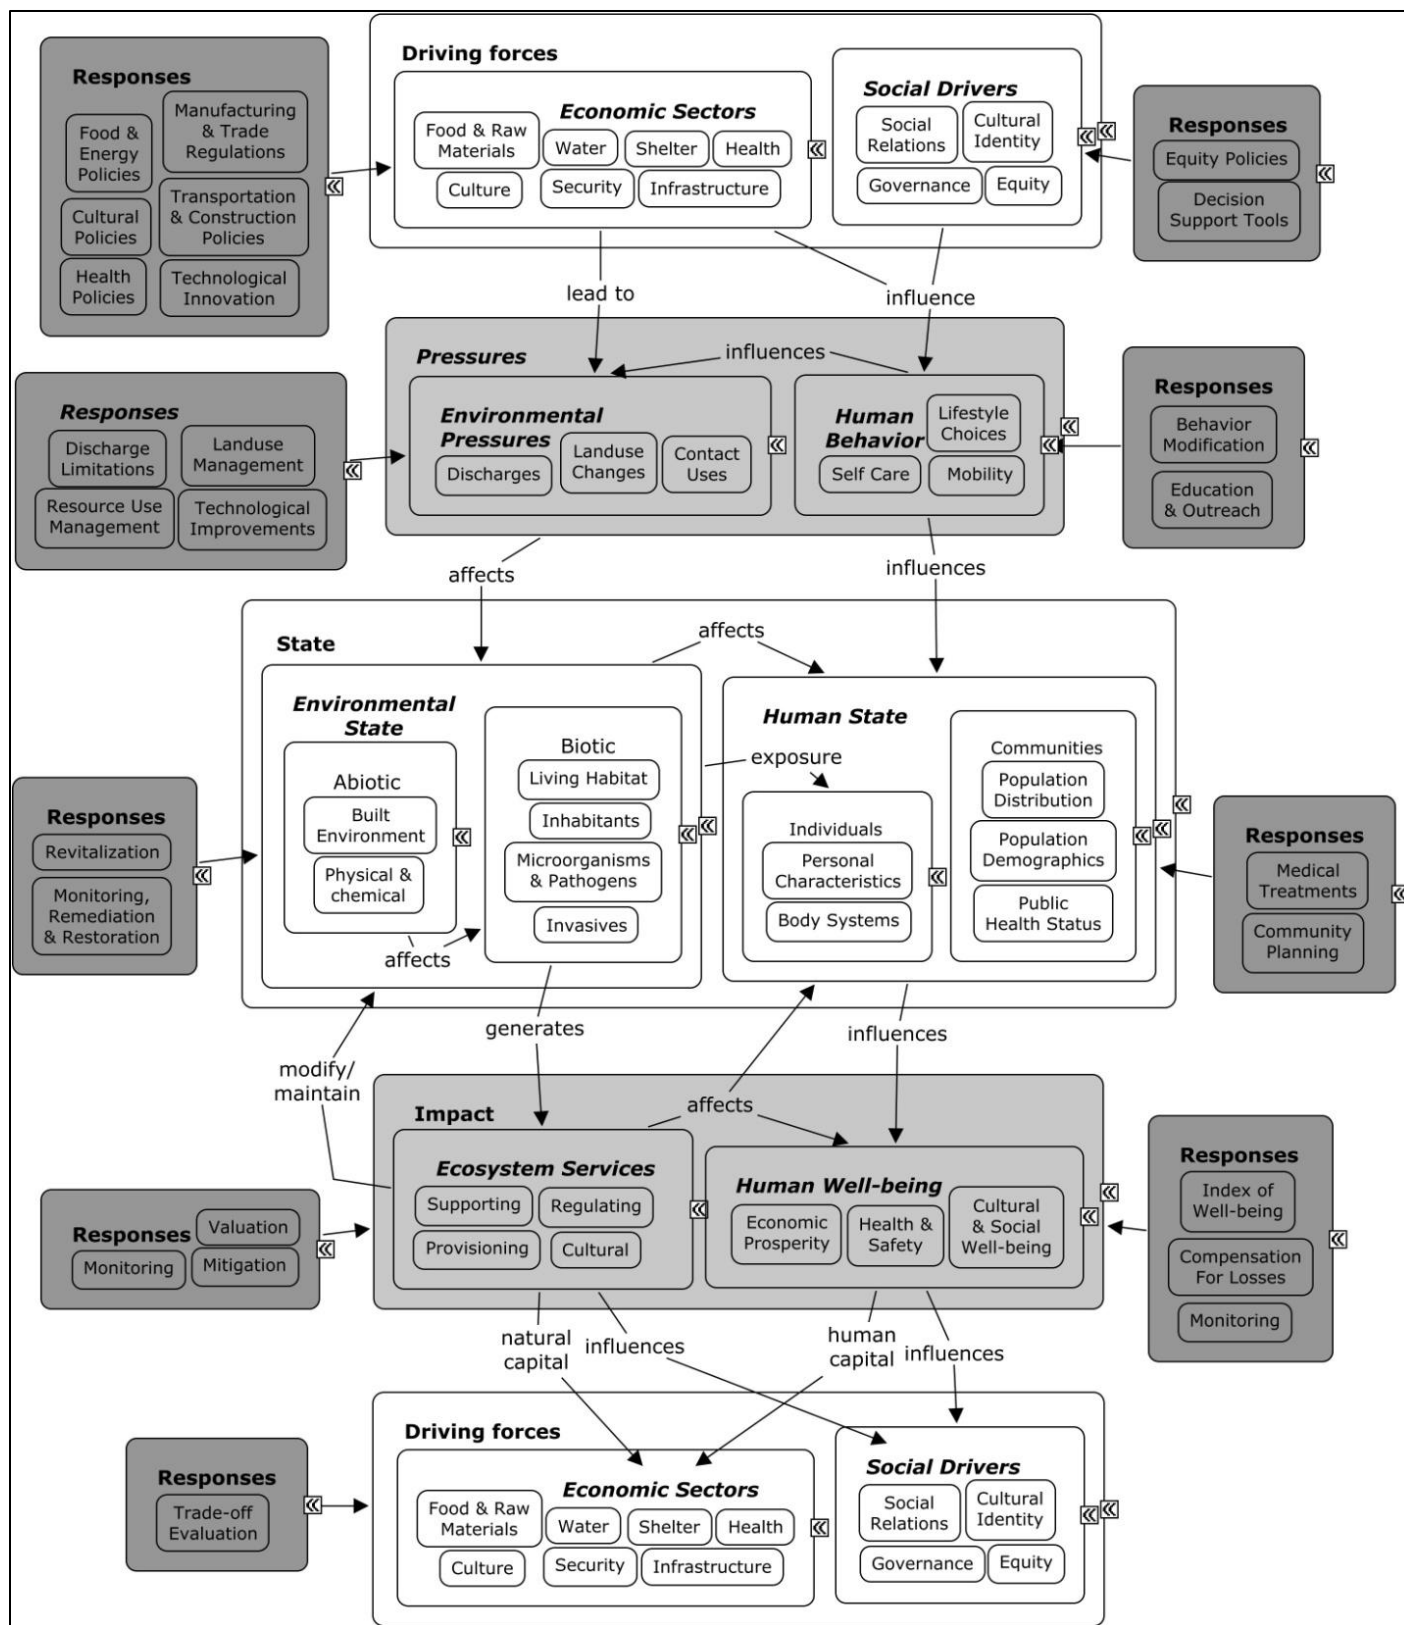 Driving forces
Economic Sectors
Food & Raw
Materials
Water
Shelter
Health
Culture
Security
Infrastructure
Social Drivers
Social
Relations
Cultural
Identity
Governance
Equity
Responses
Food &
Energy
Policies
Manufacturing
& Trade
Regulations
Cultural
Policies
Transportation
& Construction
Policies
Health
Policies
Technological
Innovation
Responses
Equity Policies
Decision
Support Tools
lead to
influence
Pressures
influences
Environmental
Pressures
Discharges
Landuse
Changes
Contact
Uses
Human
Behavior
Lifestyle
Choices
Self Care
Mobility
Responses
Discharge
Limitations
Landuse
Management
Resource Use
Management
Technological
Improvements
Responses
Behavior
Modification
Education
& Outreach
affects
influences
State
affects
Environmental
State
Abiotic
Built
Environment
Physical &
chemical
affects
Biotic
Living Habitat
Inhabitants
Microorganisms
& Pathogens
Invasives
exposure
Human State
Individuals
Personal
Characteristics
Body Systems
Communities
Population
Distribution
Population
Demographics
Public
Health Status
Responses
Revitalization
Monitoring,
Remediation
& Restoration
Responses
Medical
Treatments
Community
Planning
generates
influences
modify/
maintain
Impact
affects
Ecosystem Services
Supporting
Regulating
Provisioning
Cultural
Human Well-being
Economic
Prosperity
Health &
Safety
Cultural
& Social
Well-being
Responses
Valuation
Monitoring
Mitigation
Responses
Index of
Well-being
Compensation
For Losses
Monitoring
natural
capital
influences
human
capital
influences
Driving forces
Economic Sectors
Food & Raw
Materials
Water
Shelter
Health
Culture
Security
Infrastructure
Social Drivers
Social
Relations
Cultural
Identity
Governance
Equity
Responses
Trade-off
Evaluation